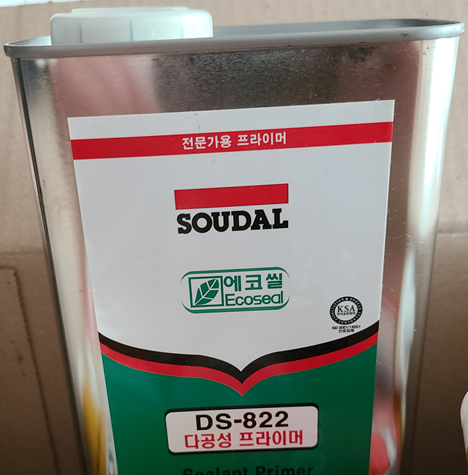 전문가용 프라이머
SOUDAL
에코씰
Ecoseal
KSA
DS-822
다공성 프라이머
Sealant Primer